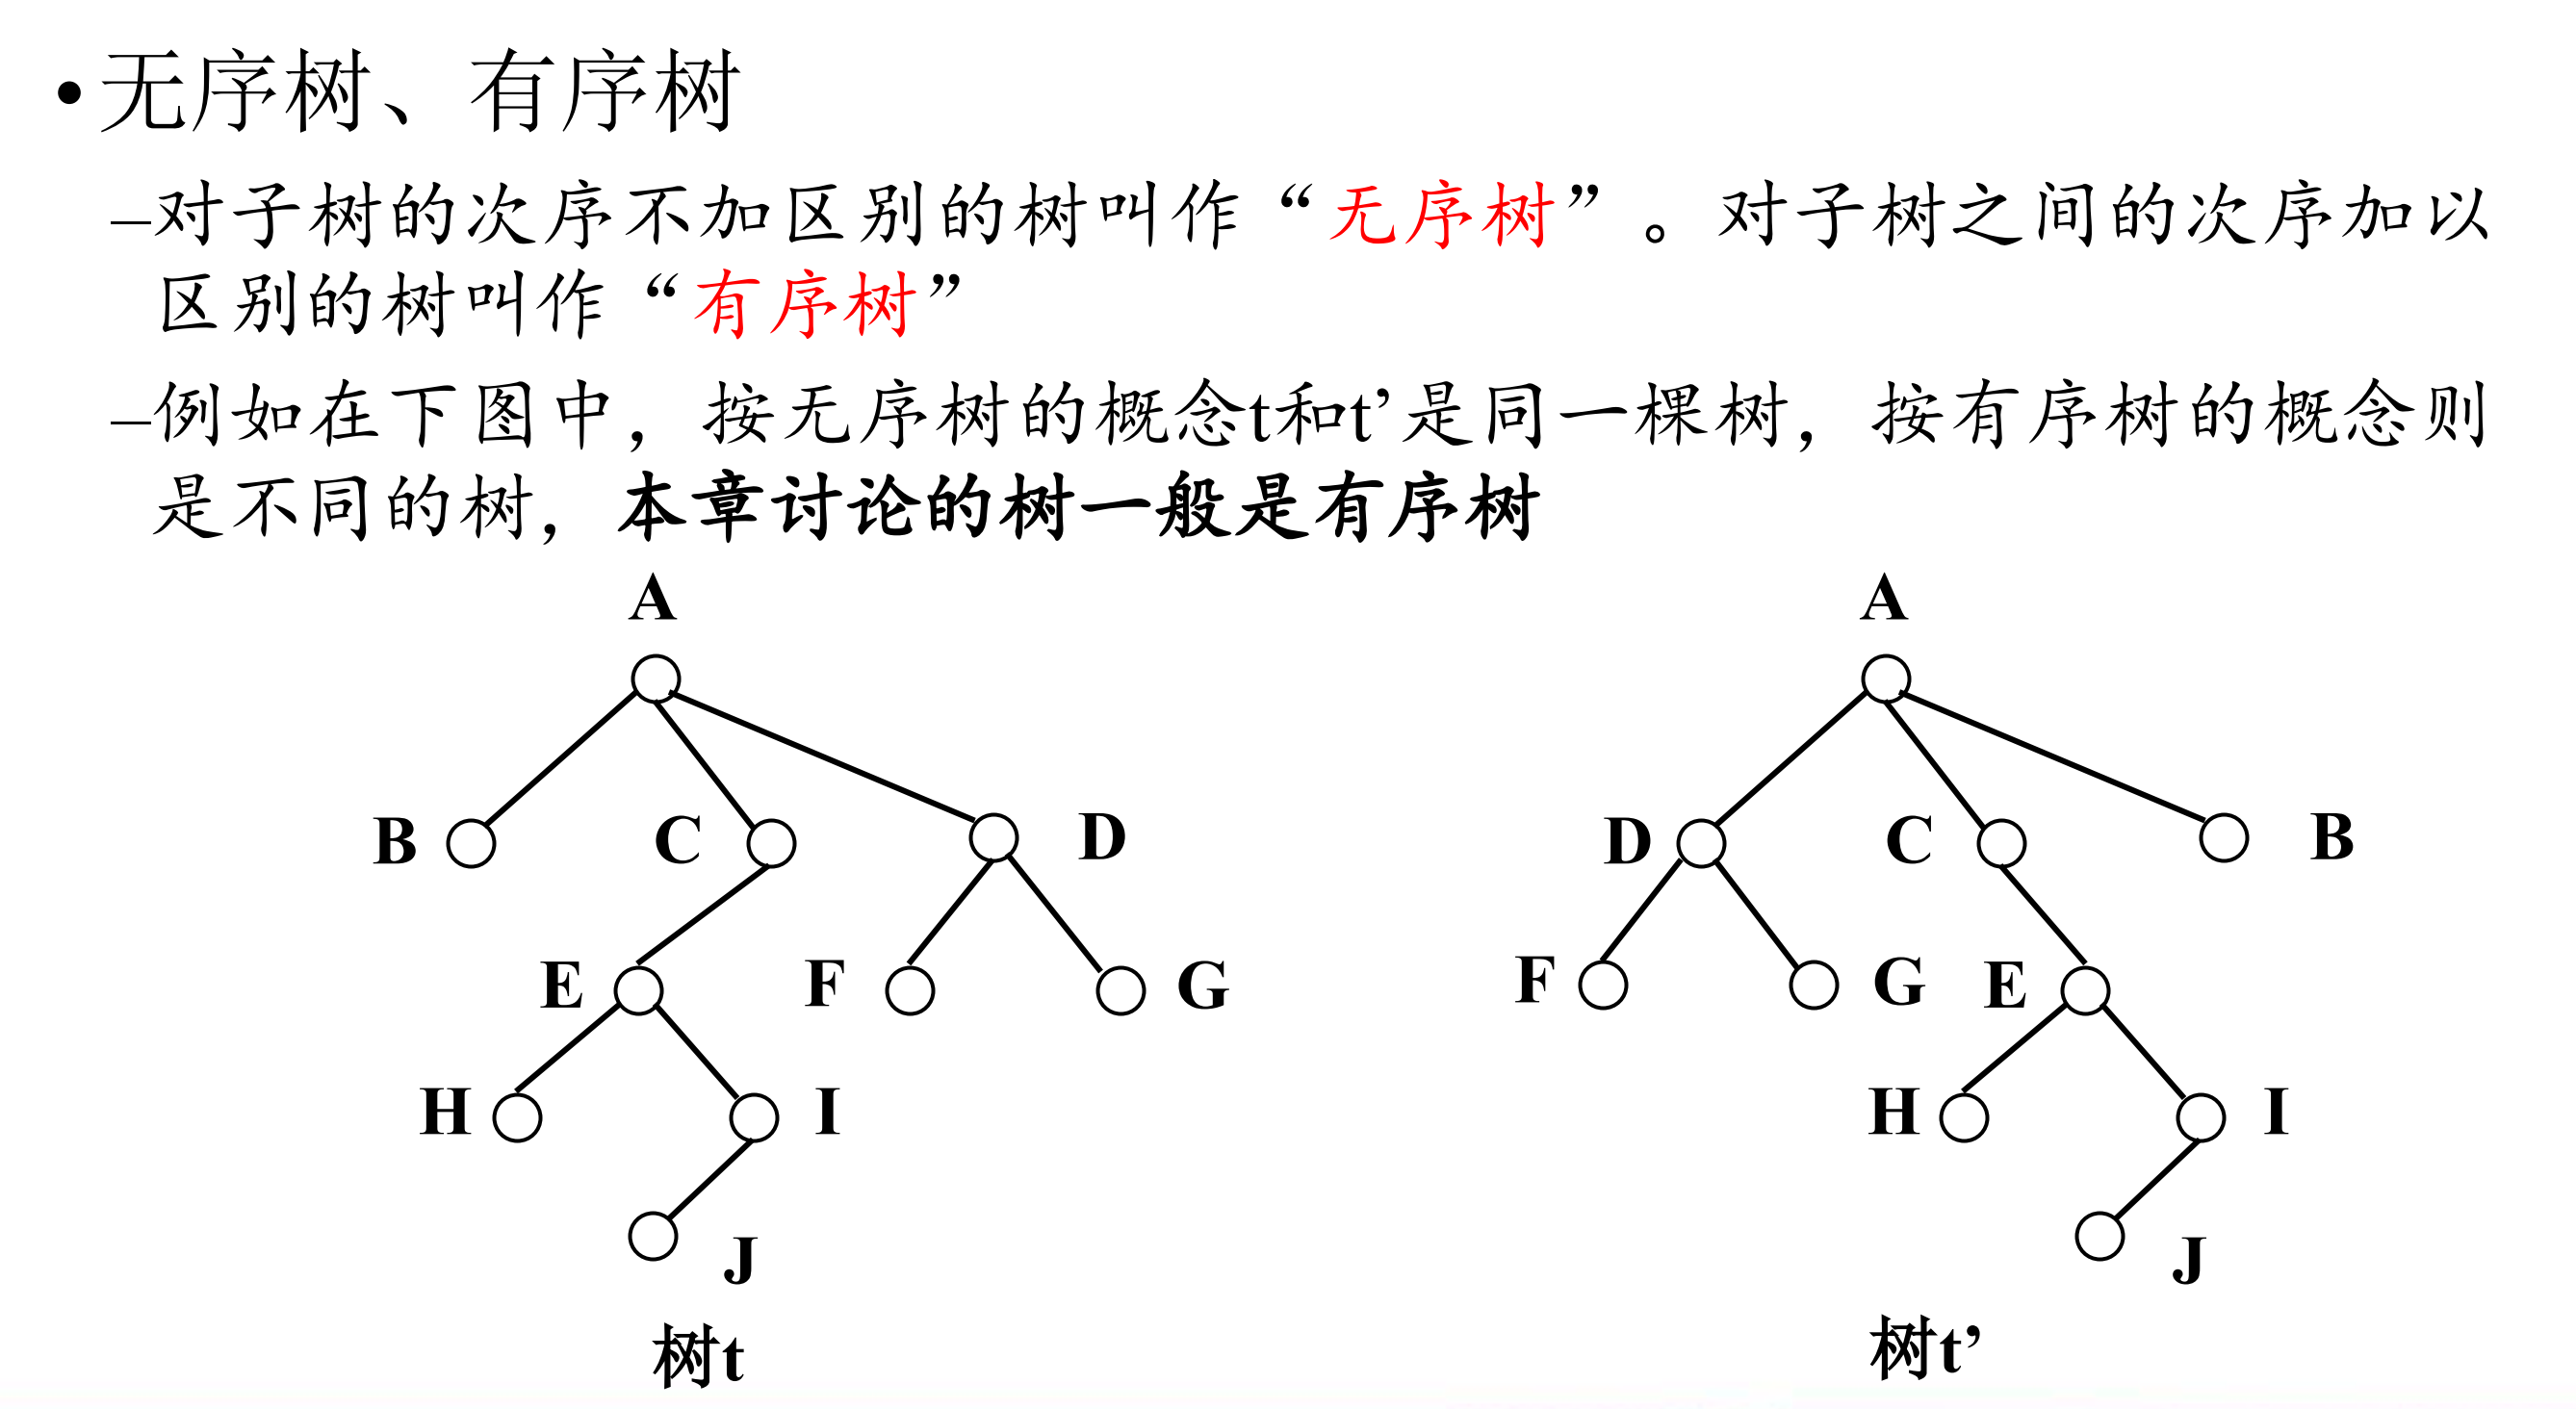 •无序树、有序树
–对子树的次序不加区别的树叫作“无序树”。对子树之间的次序加以
区别的树叫作“有序树”
–例如在下图中，按无序树的概念t和t’是同一棵树，按有序树的概念则
是不同的树，本章讨论的树一般是有序树
A A
B C D D C B
E F G F G E
H I H I
J J
树t 树t’